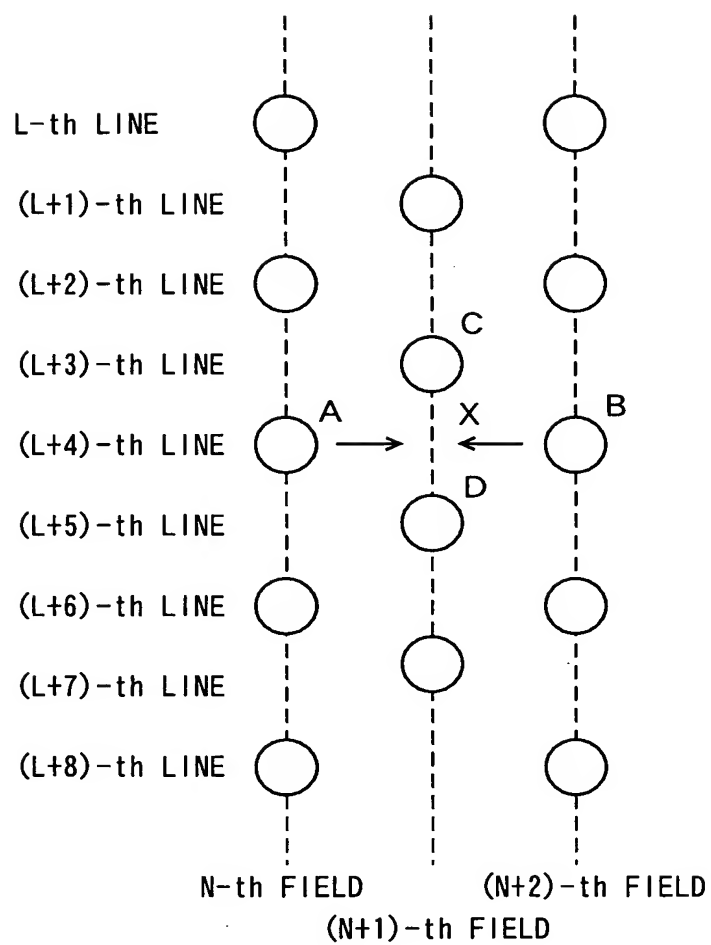 L-th LINE
(L+1)-th LINE
(L+2)-th LINE
C
(L+3)-th LINE
A X B
(L+4)-th LINE
D
(L+5)-th LINE
(L+6)-th LINE
(L+7)-th LINE
(L+8)-th LINE
N-th FIELD (N+2)-th FIELD
(N+1)-th FIELD